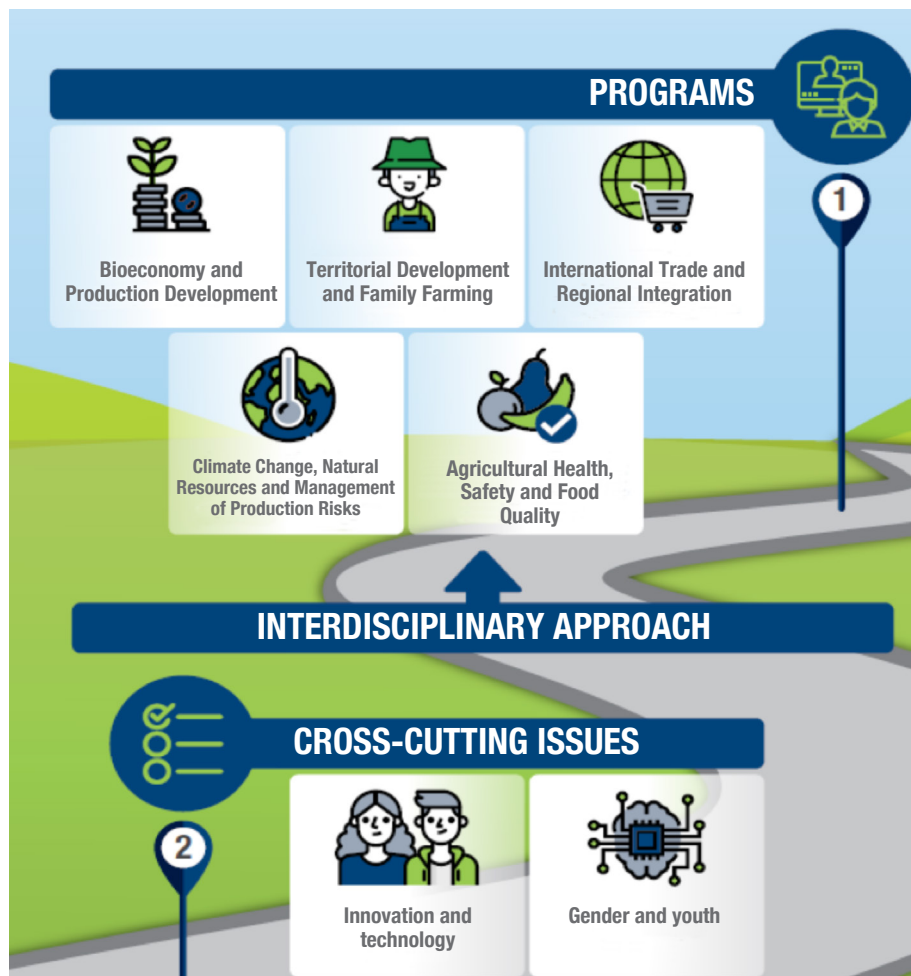 PROGRAMS
1
Bioeconomy and
Production Development
Territorial Development
and Family Farming
International Trade and
Regional Integration
Climate Change, Natural
Resources and Management
of Production Risks
Agricultural Health,
Safety and Food
Quality
INTERDISCIPLINARY APPROACH
CROSS-CUTTING ISSUES
2
Innovation and
technology
Gender and youth